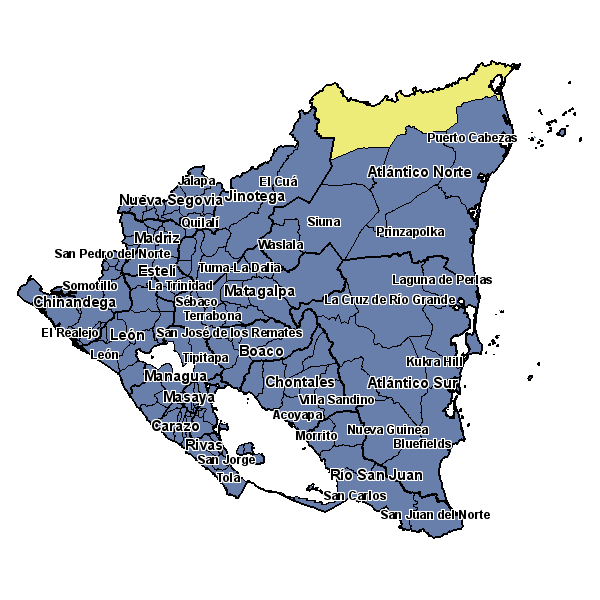 Puerto Cabezas
Atlántico Norte
Jalapa
El Cuá
Nueva Segovia
Jinotega
Quilalí
Siuna
Prinzapolka
Madriz
Waslala
San Pedro del Norte
Estelí
Tuma-La Dalia
Laguna de Perlas
Somotillo
La Trinidad
Matagalpa
Chinandega
Sébaco
La Cruz de Río Grande
Terrabona
El Realejo
León
San José de los Remates
León
Tipitapa
Boaco
Kukra Hill
Managua
Chontales
Atlántico Sur
Masaya
Villa Sandino
Acoyapa
Carazo
Morrito
Nueva Guinea
Rivas
Bluefields
San Jorge
Tola
Río San Juan
San Carlos
San Juan del Norte